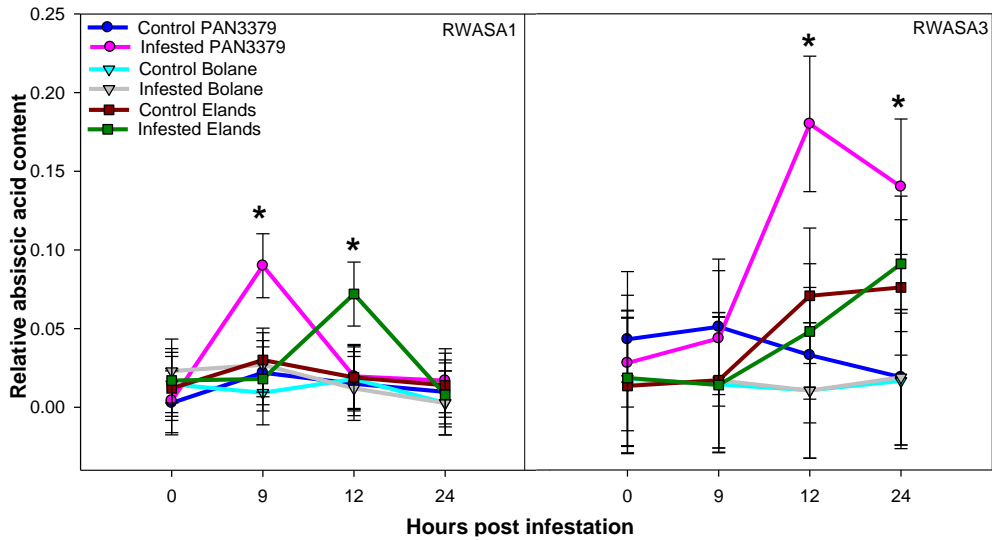 Relative absiscic acid content
0.25
0.20
0.15
0.10
0.05
0.00
Control PAN3379
Infested PAN3379
Control Bolane
Infested Bolane
Control Elands
Infested Elands
RWASA1
*
*
RWASA3
*
*
0 9 12 24
0 9 12 24
Hours post infestation